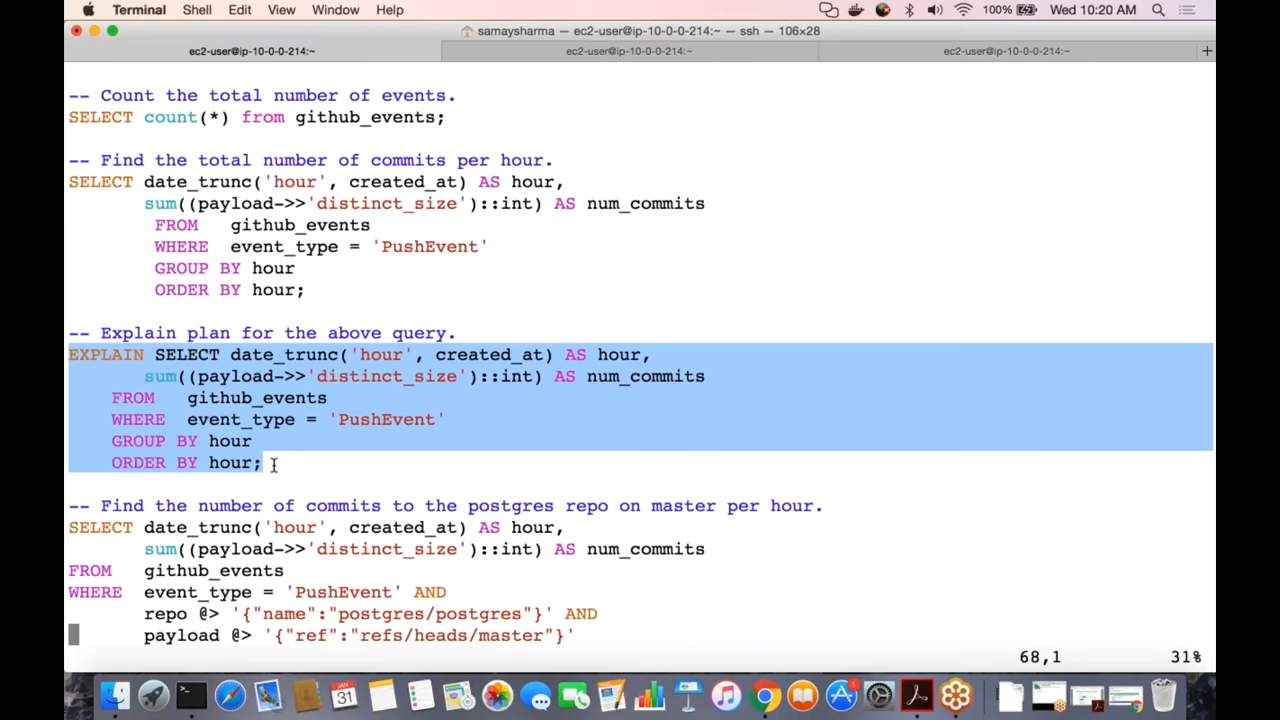 Terminal Shell Edit View Window Help 100% Wed 10:20 AM
samaysharma — ec2-user@ip-10-0-0-214:~ — ssh — 106×28
ec2-user@ip-10-0-0-214:~ ec2-user@ip-10-0-0-214:~ ec2-user@ip-10-0-0-214:~ +
-- Count the total number of events.
SELECT count(*) from github_events;
-- Find the total number of commits per hour.
SELECT date_trunc('hour', created_at) AS hour,
sum((payload->>'distinct_size')::int) AS num_commits
FROM github_events
WHERE event_type = 'PushEvent'
GROUP BY hour
ORDER BY hour;
-- Explain plan for the above query.
EXPLAIN SELECT date_trunc('hour', created_at) AS hour,
sum((payload->>'distinct_size')::int) AS num_commits
FROM github_events
WHERE event_type = 'PushEvent'
GROUP BY hour
ORDER BY hour;
-- Find the number of commits to the postgres repo on master per hour.
SELECT date_trunc('hour', created_at) AS hour,
sum((payload->>'distinct_size')::int) AS num_commits
FROM github_events
WHERE event_type = 'PushEvent' AND
repo @> '{"name":"postgres/postgres"}' AND
payload @> '{"ref":"refs/heads/master"}'
68,1 31%
31